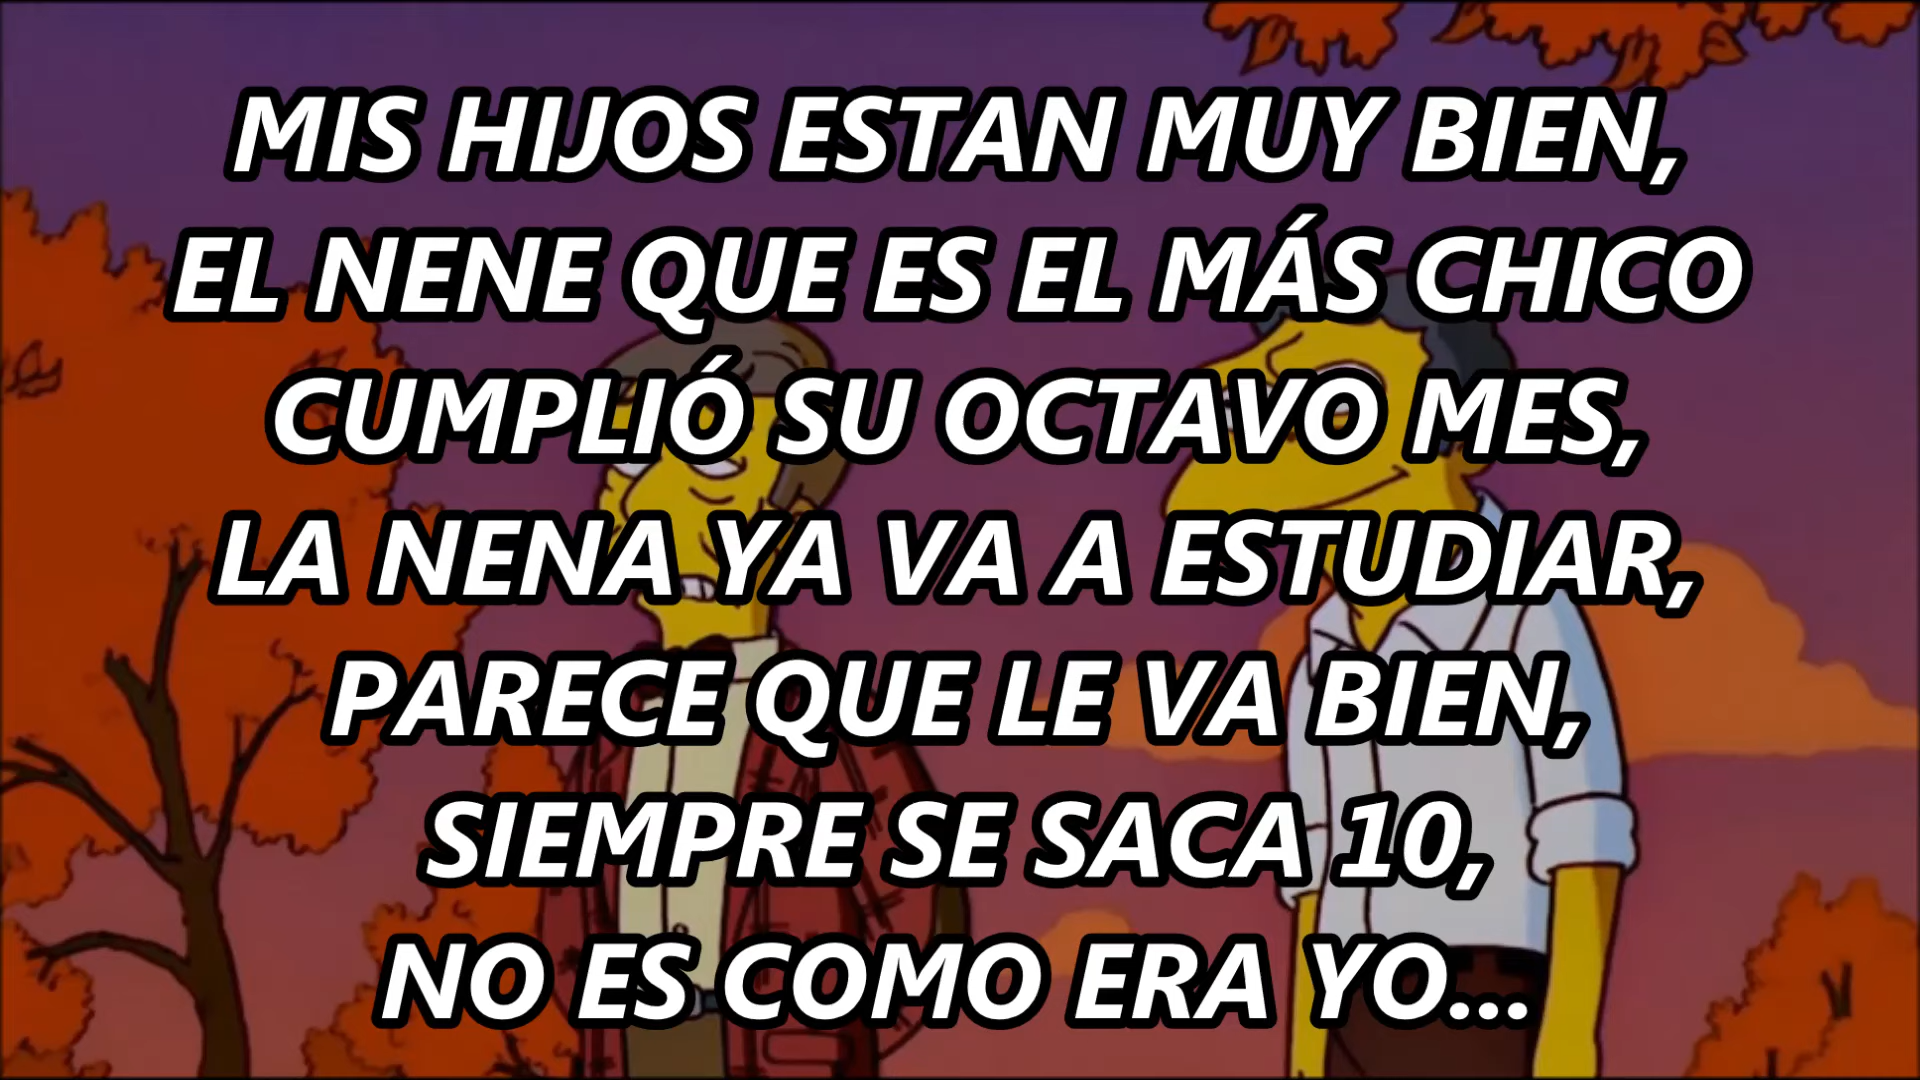 MIS HIJOS ESTAN MUY BIEN,
EL NENE QUE ES EL MÁS CHICO
CUMPLIÓ SU OCTAVO MES,
LA NENA YA VA A ESTUDIAR,
PARECE QUE LE VA BIEN,
SIEMPRE SE SACA 10,
NO ES COMO ERA YO...